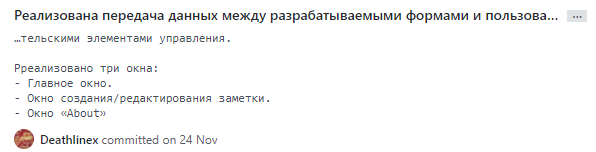 Реализована передача данных между разрабатываемыми формами и пользова... ...
…тельскими элементами управления.
Рреализовано три окна:
- Главное окно.
- Окно создания/редактирования заметки.
- Окно «About»
Deathlinex committed on 24 Nov